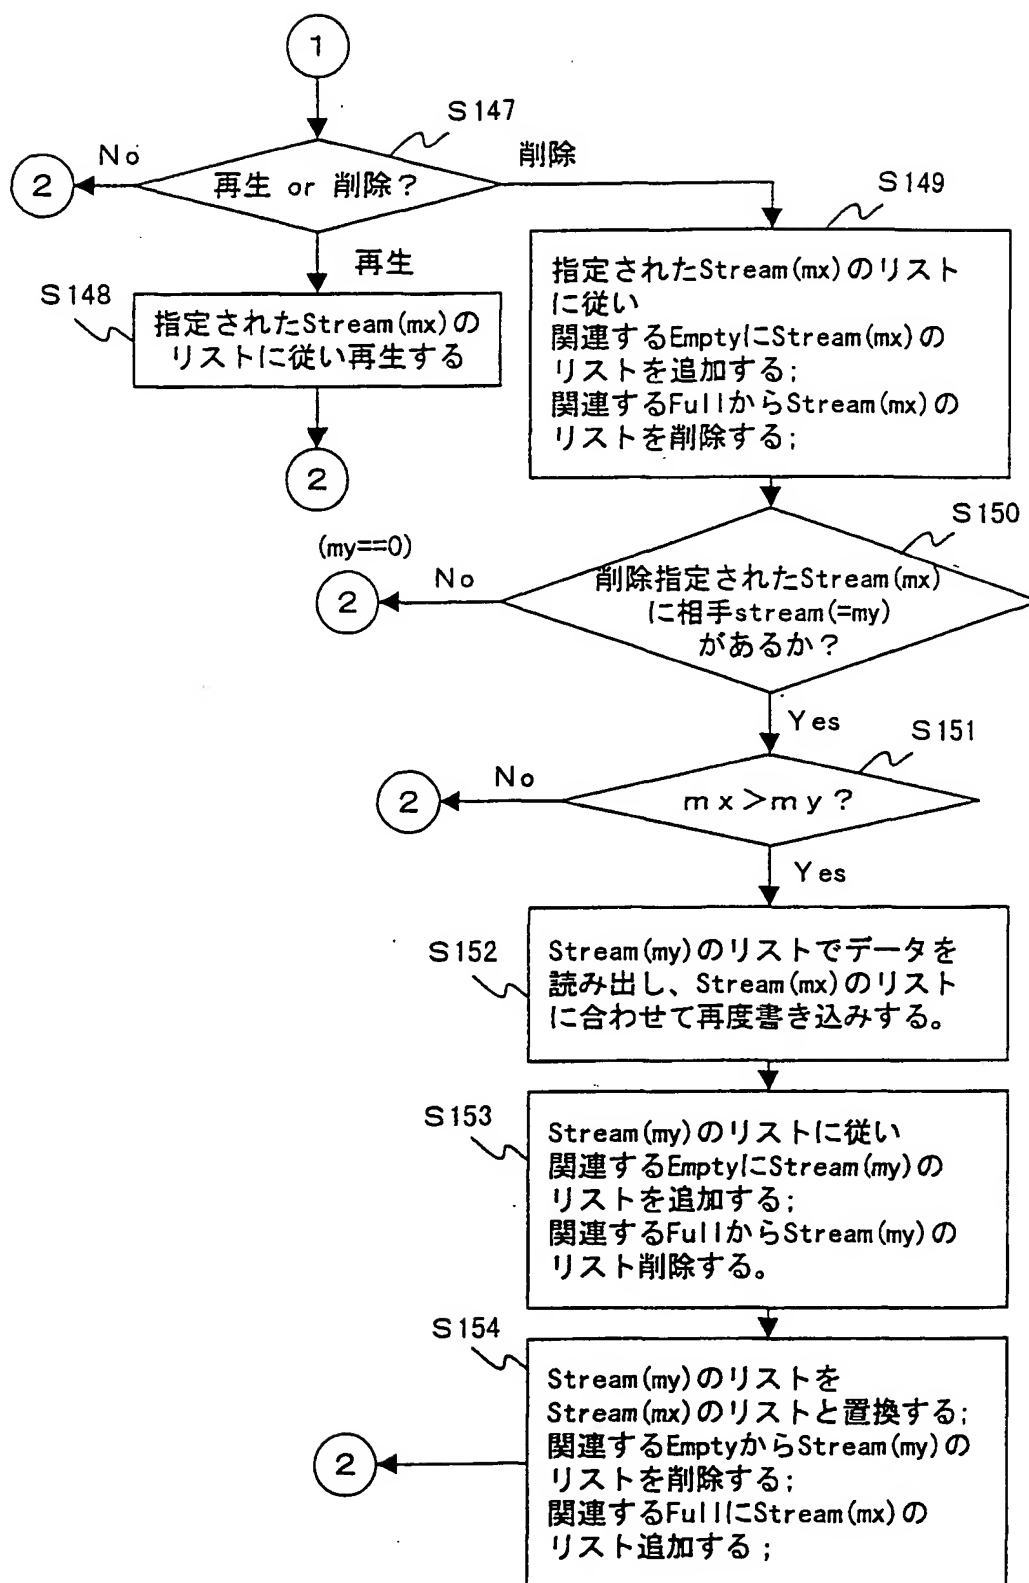 1
S147
No
2
再生 or 削除?
削除
再生
S148
指定されたStream(mx)の
リストに従い再生する
2
S149
指定されたStream(mx)のリスト
に従い
関連するEmptyにStream(mx)の
リストを追加する;
関連するFullからStream(mx)の
リストを削除する;
S150
(my==0)
No
2
削除指定されたStream(mx)
に相手stream(=my)
があるか?
Yes
S151
No
2
mx>my?
Yes
S152
Stream(my)のリストでデータを
読み出し、Stream(mx)のリスト
に合わせて再度書き込みする。
S153
Stream(my)のリストに従い
関連するEmptyにStream(my)の
リストを追加する;
関連するFullからStream(my)の
リスト削除する。
S154
2
Stream(my)のリストを
Stream(mx)のリストと置換する;
関連するEmptyからStream(my)の
リストを削除する;
関連するFullにStream(mx)の
リスト追加する;